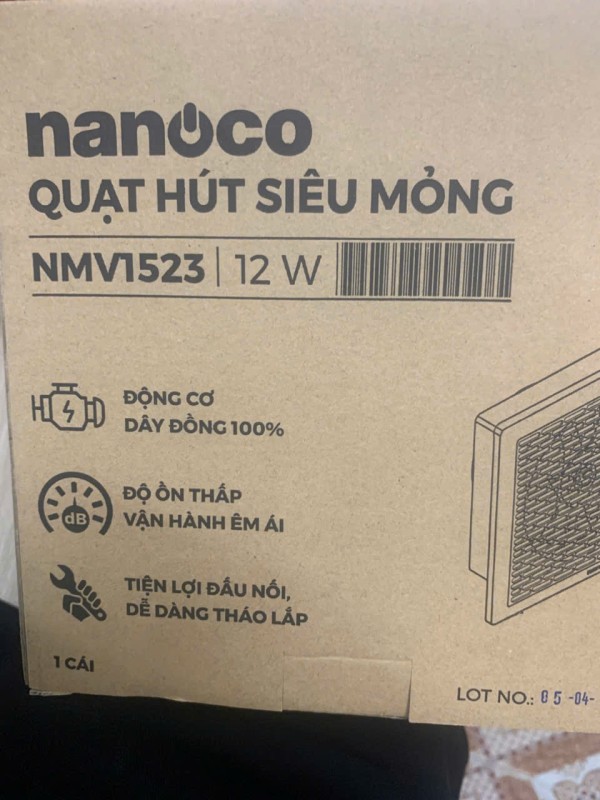 nanoco
QUẠT HÚT SIÊU MỎNG
NMV1523 | 12 W
ĐỘNG CƠ
DÂY ĐỒNG 100%
dB
ĐỘ ỒN THẤP
VẬN HÀNH ÊM ÁI
TIỆN LỢI ĐẤU NỐI,
DỄ DÀNG THÁO LẮP
1 CÁI
LOT NO.: 05-04-